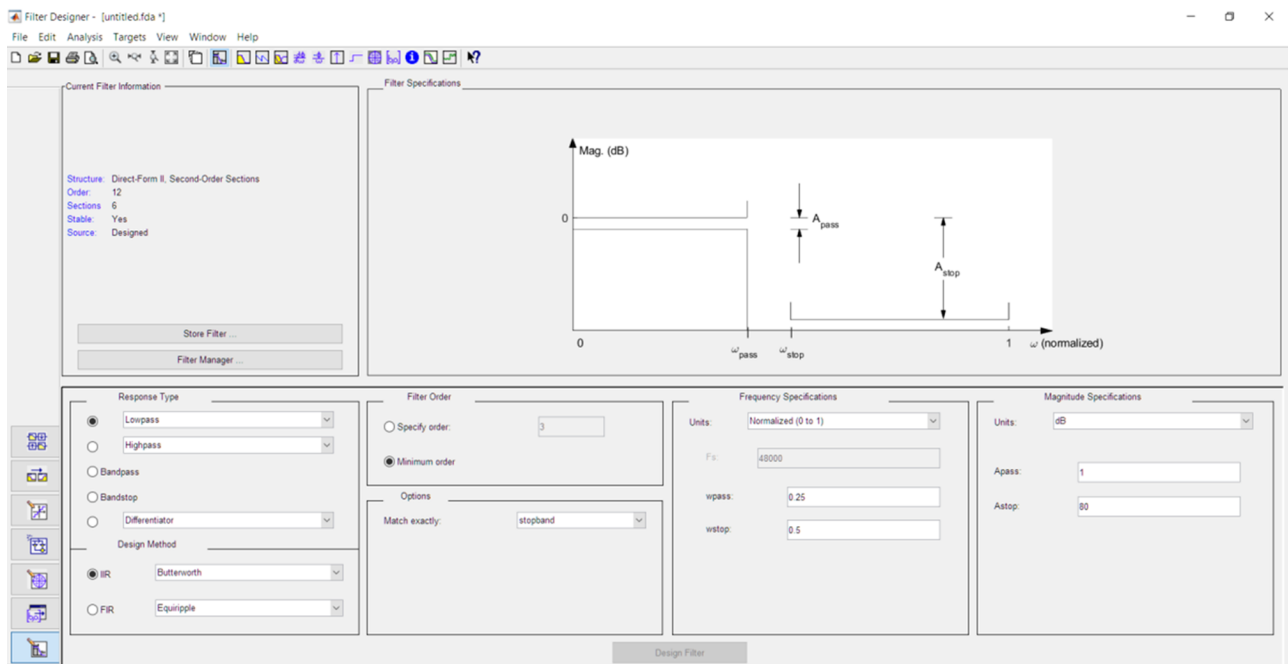 Filter Designer - [untitled.fda *]
File Edit Analysis Targets View Window Help
Current Filter Information
Structure: Direct-Form II, Second-Order Sections
Order: 12
Sections 6
Stable: Yes
Source: Designed
Store Filter ...
Filter Manager ...
Filter Specifications
Mag. (dB)
0
A pass
A stop
0 ω pass ω stop 1 ω (normalized)
Response Type
Lowpass
Highpass
Bandpass
Bandstop
Differentiator
Design Method
IIR Butterworth
FIR Equiripple
Filter Order
Specify order: 3
Minimum order
Options
Match exactly: stopband
Frequency Specifications
Units: Normalized (0 to 1)
Fs: 48000
wpass: 0.25
wstop: 0.5
Magnitude Specifications
Units: dB
Apass: 1
Astop: 80
Design Filter